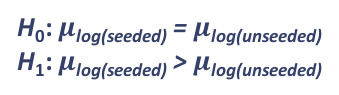 H₀: μlog(seeded) = μlog(unseeded)
H₁: μlog(seeded) > μlog(unseeded)